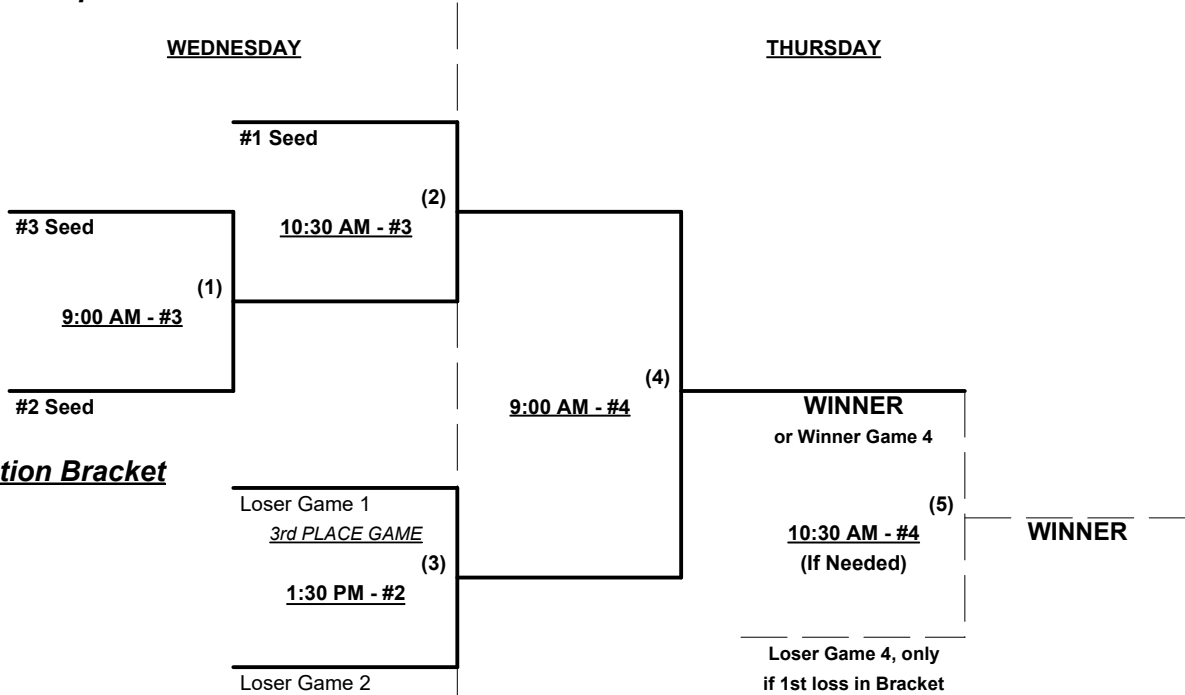 WEDNESDAY
THURSDAY
#1 Seed
(2)
10:30 AM - #3
#3 Seed
(1)
9:00 AM - #3
#2 Seed
(4)
9:00 AM - #4
WINNER
or Winner Game 4
tion Bracket
Loser Game 1
3rd PLACE GAME
(3)
1:30 PM - #2
Loser Game 2
(5)
10:30 AM - #4
(If Needed)
WINNER
Loser Game 4, only
if 1st loss in Bracket